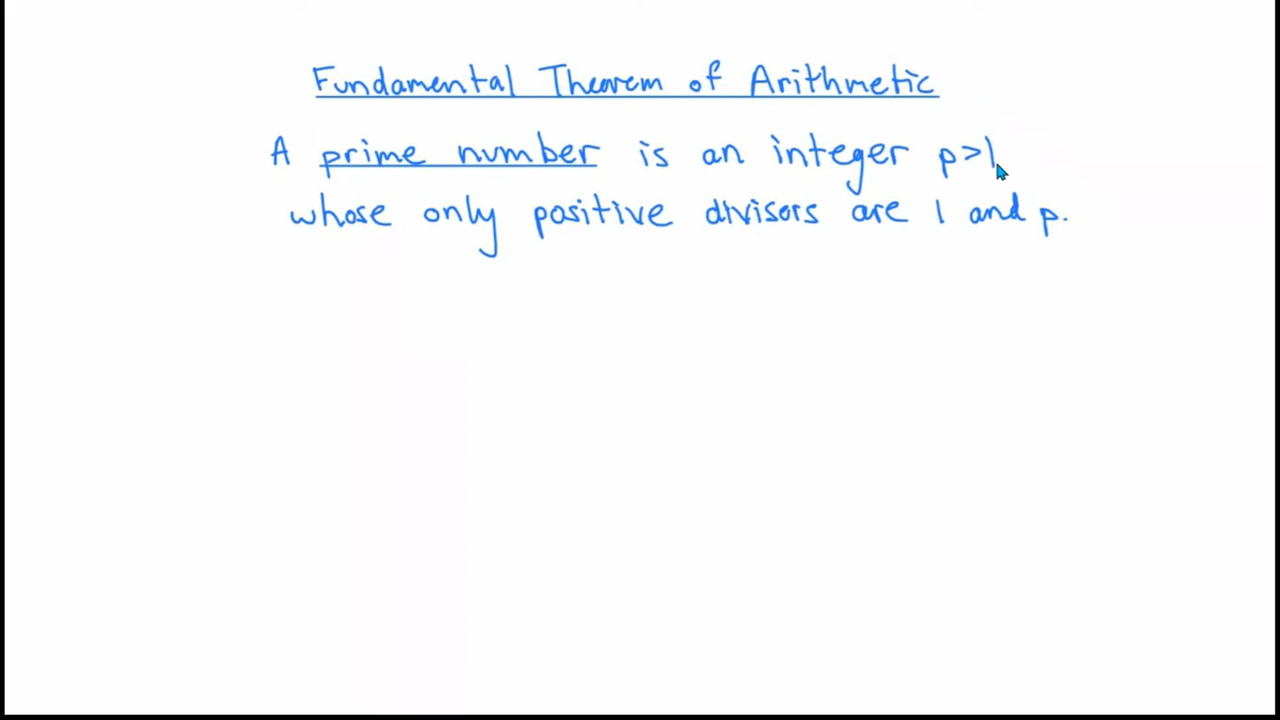 Fundamental Theorem of Arithmetic
A prime number is an integer p>1
whose only positive divisors are 1 and p.